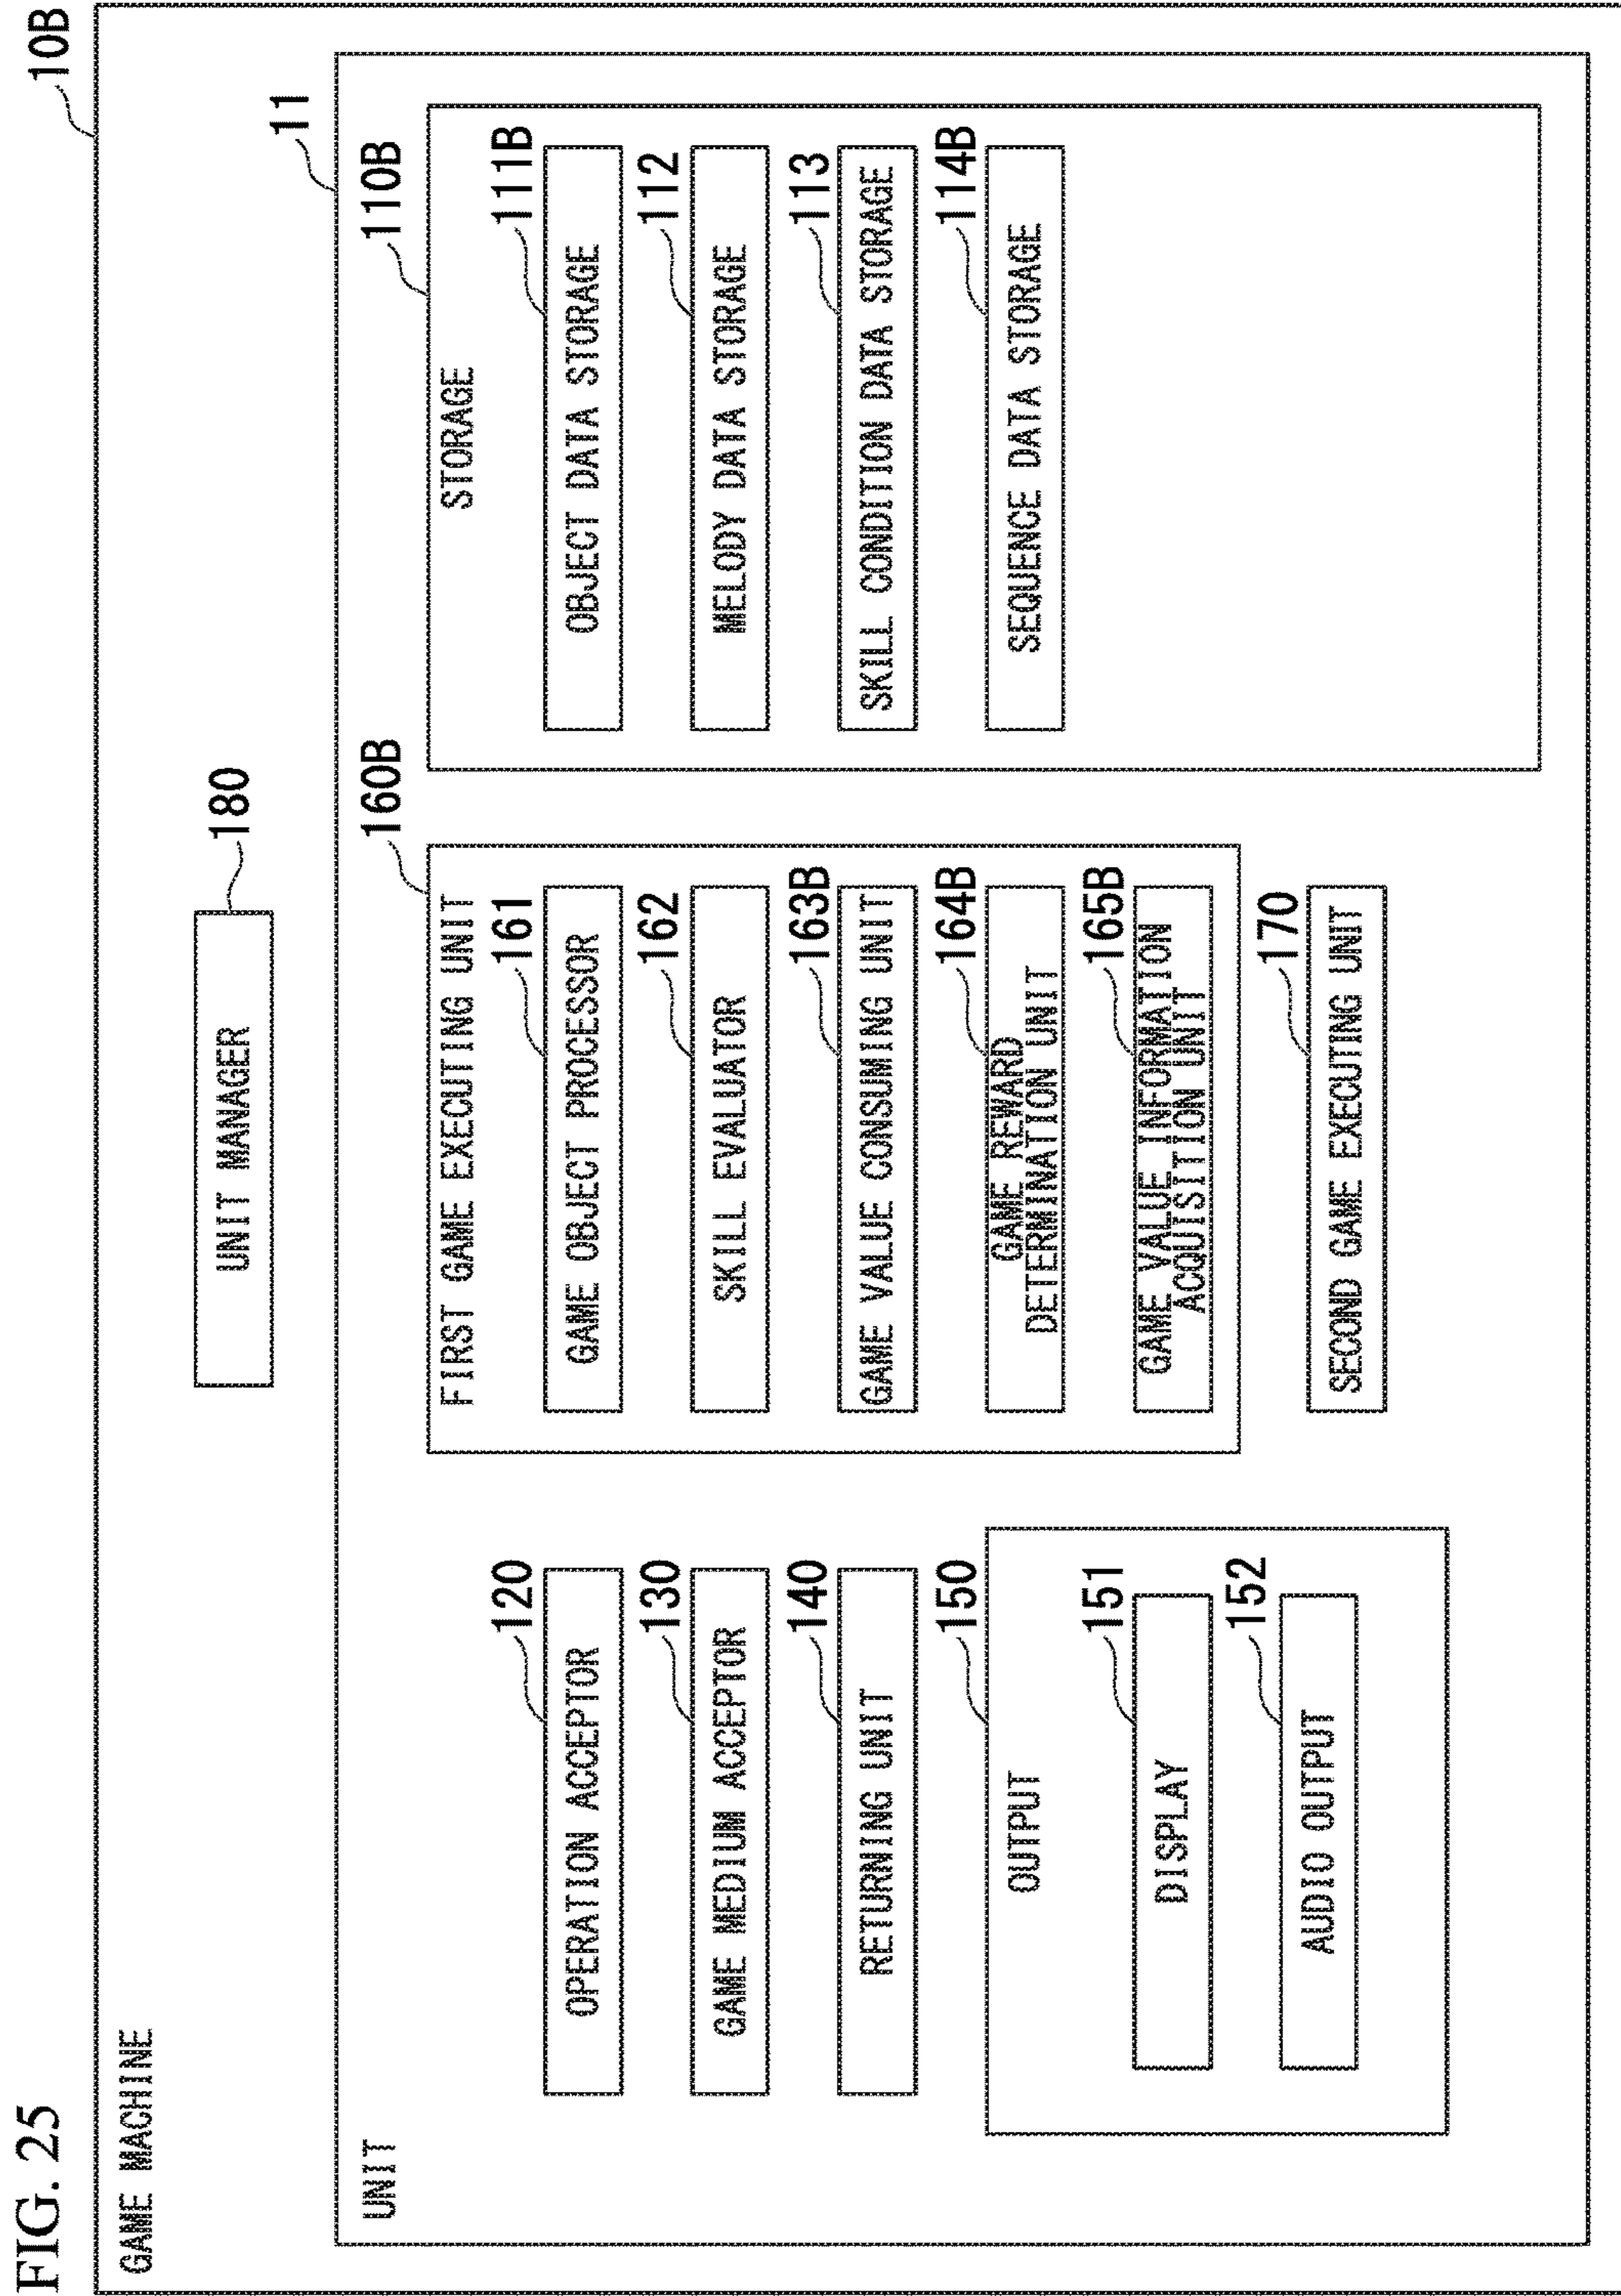 FIG. 25
10B
GAME MACHINE
180
UNIT MANAGER
11
UNIT
120
OPERATION ACCEPTOR
130
GAME MEDIUM ACCEPTOR
140
RETURNING UNIT
150
OUTPUT
151
DISPLAY
152
AUDIO OUTPUT
160B
FIRST GAME EXECUTING UNIT
161
GAME OBJECT PROCESSOR
162
SKILL EVALUATOR
163B
GAME VALUE CONSUMING UNIT
164B
GAME REWARD
DETERMINATION UNIT
165B
GAME VALUE INFORMATION
ACQUISITION UNIT
170
SECOND GAME EXECUTING UNIT
110B
STORAGE
111B
OBJECT DATA STORAGE
112
MELODY DATA STORAGE
113
SKILL CONDITION DATA STORAGE
114B
SEQUENCE DATA STORAGE